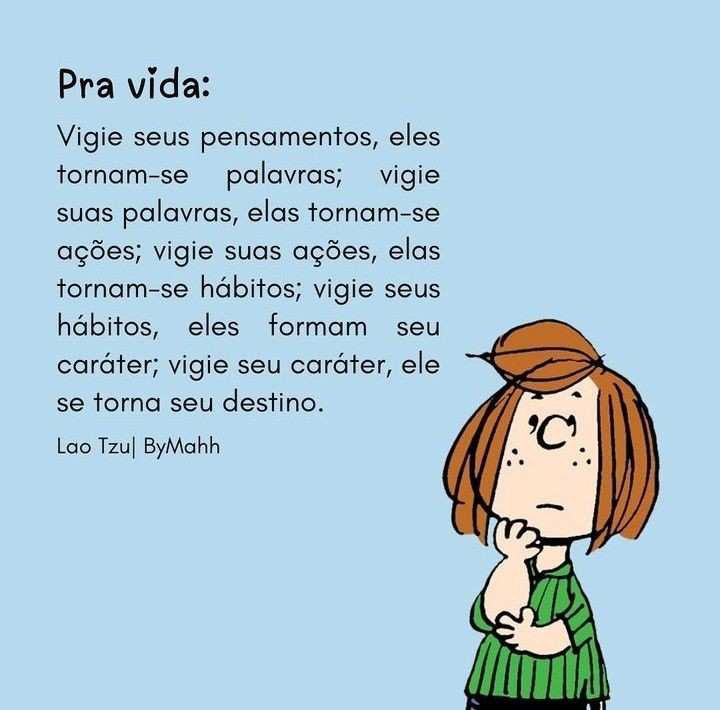 Pra vida:
Vigie seus pensamentos, eles
tornam-se palavras; vigie
suas palavras, elas tornam-se
ações; vigie suas ações, elas
tornam-se hábitos; vigie seus
hábitos, eles formam seu
caráter; vigie seu caráter, ele
se torna seu destino.
Lao Tzu| ByMahh